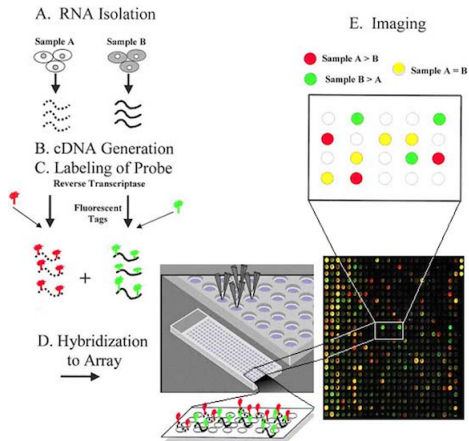 A. RNA Isolation
Sample A
Sample B
B. cDNA Generation
C. Labeling of Probe
Reverse Transcriptase
Fluorescent
Tags
+
D. Hybridization
to Array
E. Imaging
Sample A > B
Sample B > A
Sample A = B